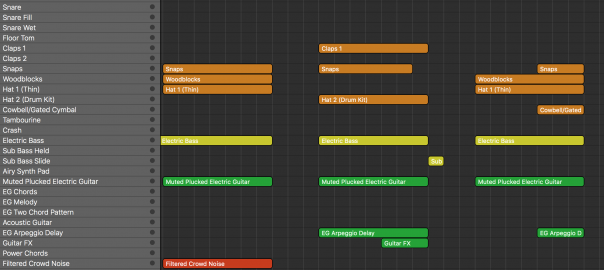 Snare
Snare Fill
Snare Wet
Floor Tom
Claps 1 Claps 1
Claps 2
Snaps Snaps Snaps Snaps
Woodblocks Woodblocks Woodblocks
Hat 1 (Thin) Hat 1 (Thin) Hat 1 (Thin)
Hat 2 (Drum Kit) Hat 2 (Drum Kit)
Cowbell/Gated Cymbal Cowbell/Gated
Tambourine
Crash
Electric Bass Electric Bass Electric Bass Electric Bass
Sub Bass Held
Sub Bass Slide Sub
Airy Synth Pad
Muted Plucked Electric Guitar Muted Plucked Electric Guitar Muted Plucked Electric Guitar Muted Plucked Electric Guitar
EG Chords
EG Melody
EG Two Chord Pattern
Acoustic Guitar
EG Arpeggio Delay EG Arpeggio Delay EG Arpeggio D
Guitar FX Guitar FX
Power Chords
Filtered Crowd Noise Filtered Crowd Noise